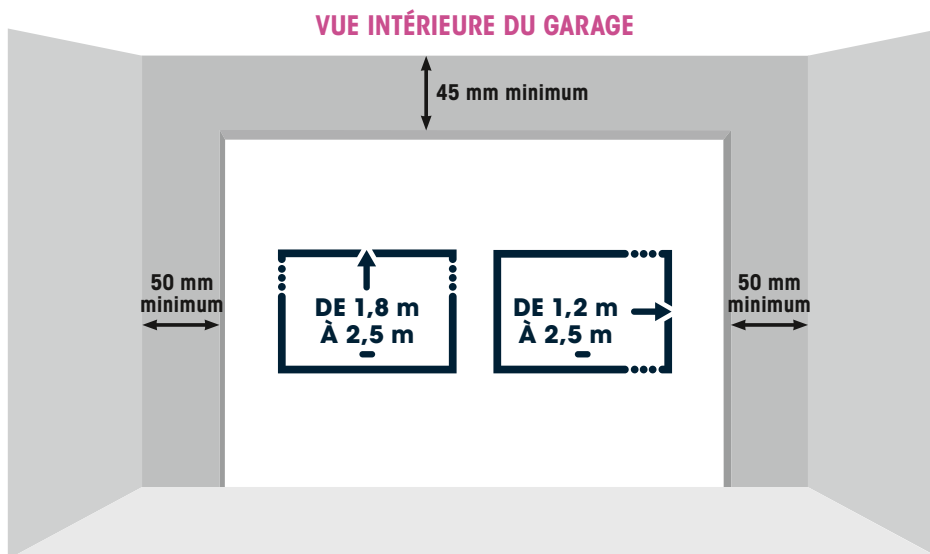 VUE INTÉRIEURE DU GARAGE
45 mm minimum
50 mm
minimum
DE 1,8 m
À 2,5 m
DE 1,2 m
À 2,5 m
50 mm
minimum